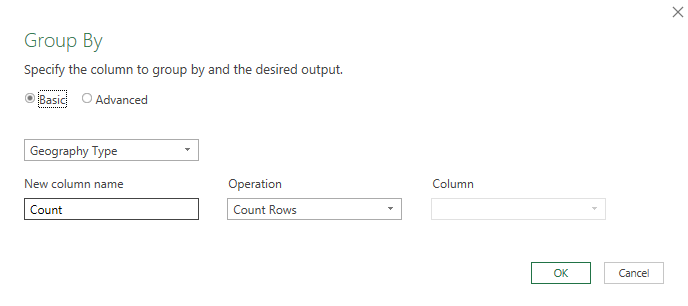 Group By
Specify the column to group by and the desired output.
Basic Advanced
Geography Type
New column name Operation Column
Count Count Rows
OK Cancel